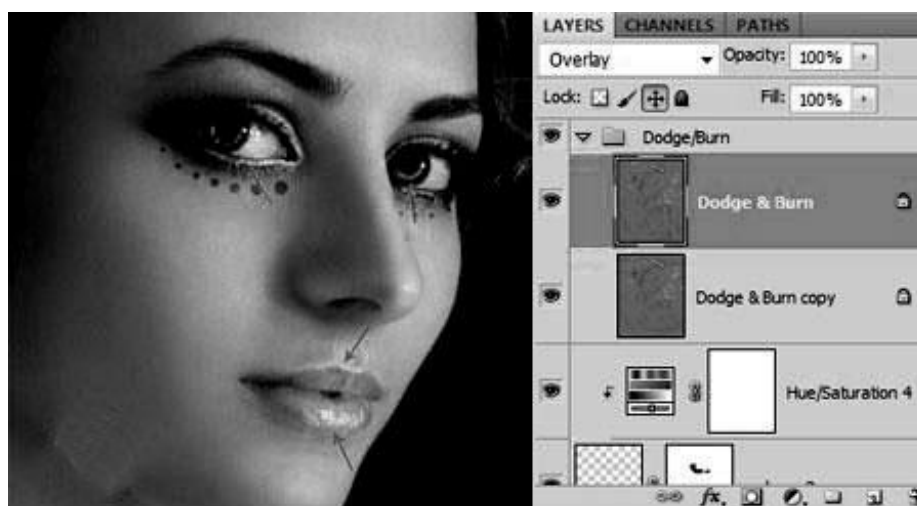 LAYERS CHANNELS PATHS
Overlay Opacity: 100%
Lock: Fill: 100%
Dodge/Burn
Dodge & Burn
Dodge & Burn copy
Hue/Saturation 4
fx.